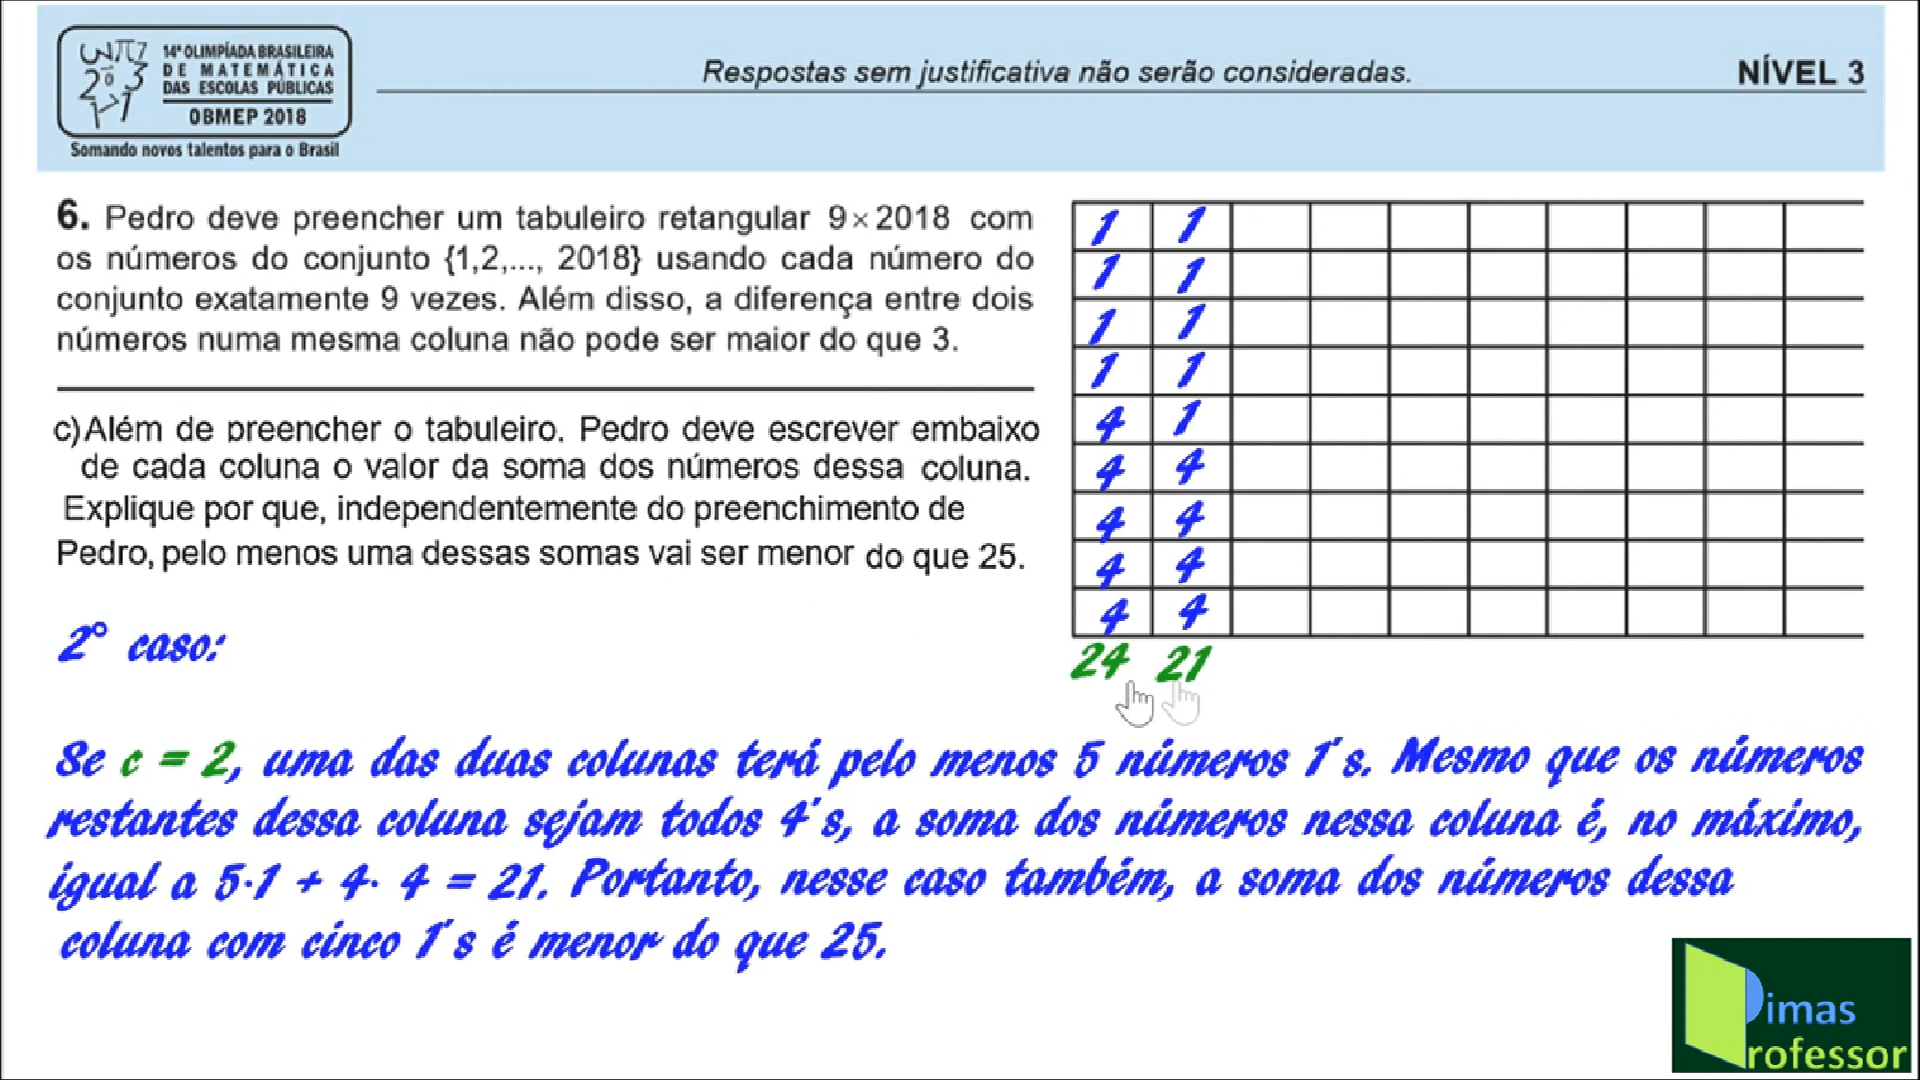 14ª OLIMPÍADA BRASILEIRA
DE MATEMÁTICA
DAS ESCOLAS PÚBLICAS
OBMEP 2018
Somando novos talentos para o Brasil
Respostas sem justificativa não serão consideradas.
NÍVEL 3
6. Pedro deve preencher um tabuleiro retangular 9×2018 com
os números do conjunto {1,2,..., 2018} usando cada número do
conjunto exatamente 9 vezes. Além disso, a diferença entre dois
números numa mesma coluna não pode ser maior do que 3.
c)Além de preencher o tabuleiro. Pedro deve escrever embaixo
de cada coluna o valor da soma dos números dessa coluna.
Explique por que, independentemente do preenchimento de
Pedro, pelo menos uma dessas somas vai ser menor do que 25.
1 1
1 1
1 1
1 1
4 1
4 4
4 4
4 4
4 4
24 21
2° caso:
Se c = 2, uma das duas colunas terá pelo menos 5 números 1's. Mesmo que os números
restantes dessa coluna sejam todos 4's, a soma dos números nessa coluna é, no máximo,
igual a 5·1 + 4· 4 = 21. Portanto, nesse caso também, a soma dos números dessa
coluna com cinco 1's é menor do que 25.
Dimas
Professor